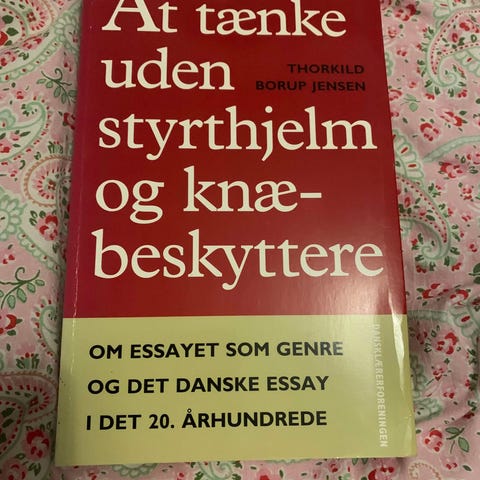 At tænke
uden
THORKILD
BORUP JENSEN
styrthjelm
og knæ-
beskyttere
OM ESSAYET SOM GENRE
OG DET DANSKE ESSAY
I DET 20. ÅRHUNDREDE
DANSKLÆRERFORENINGEN